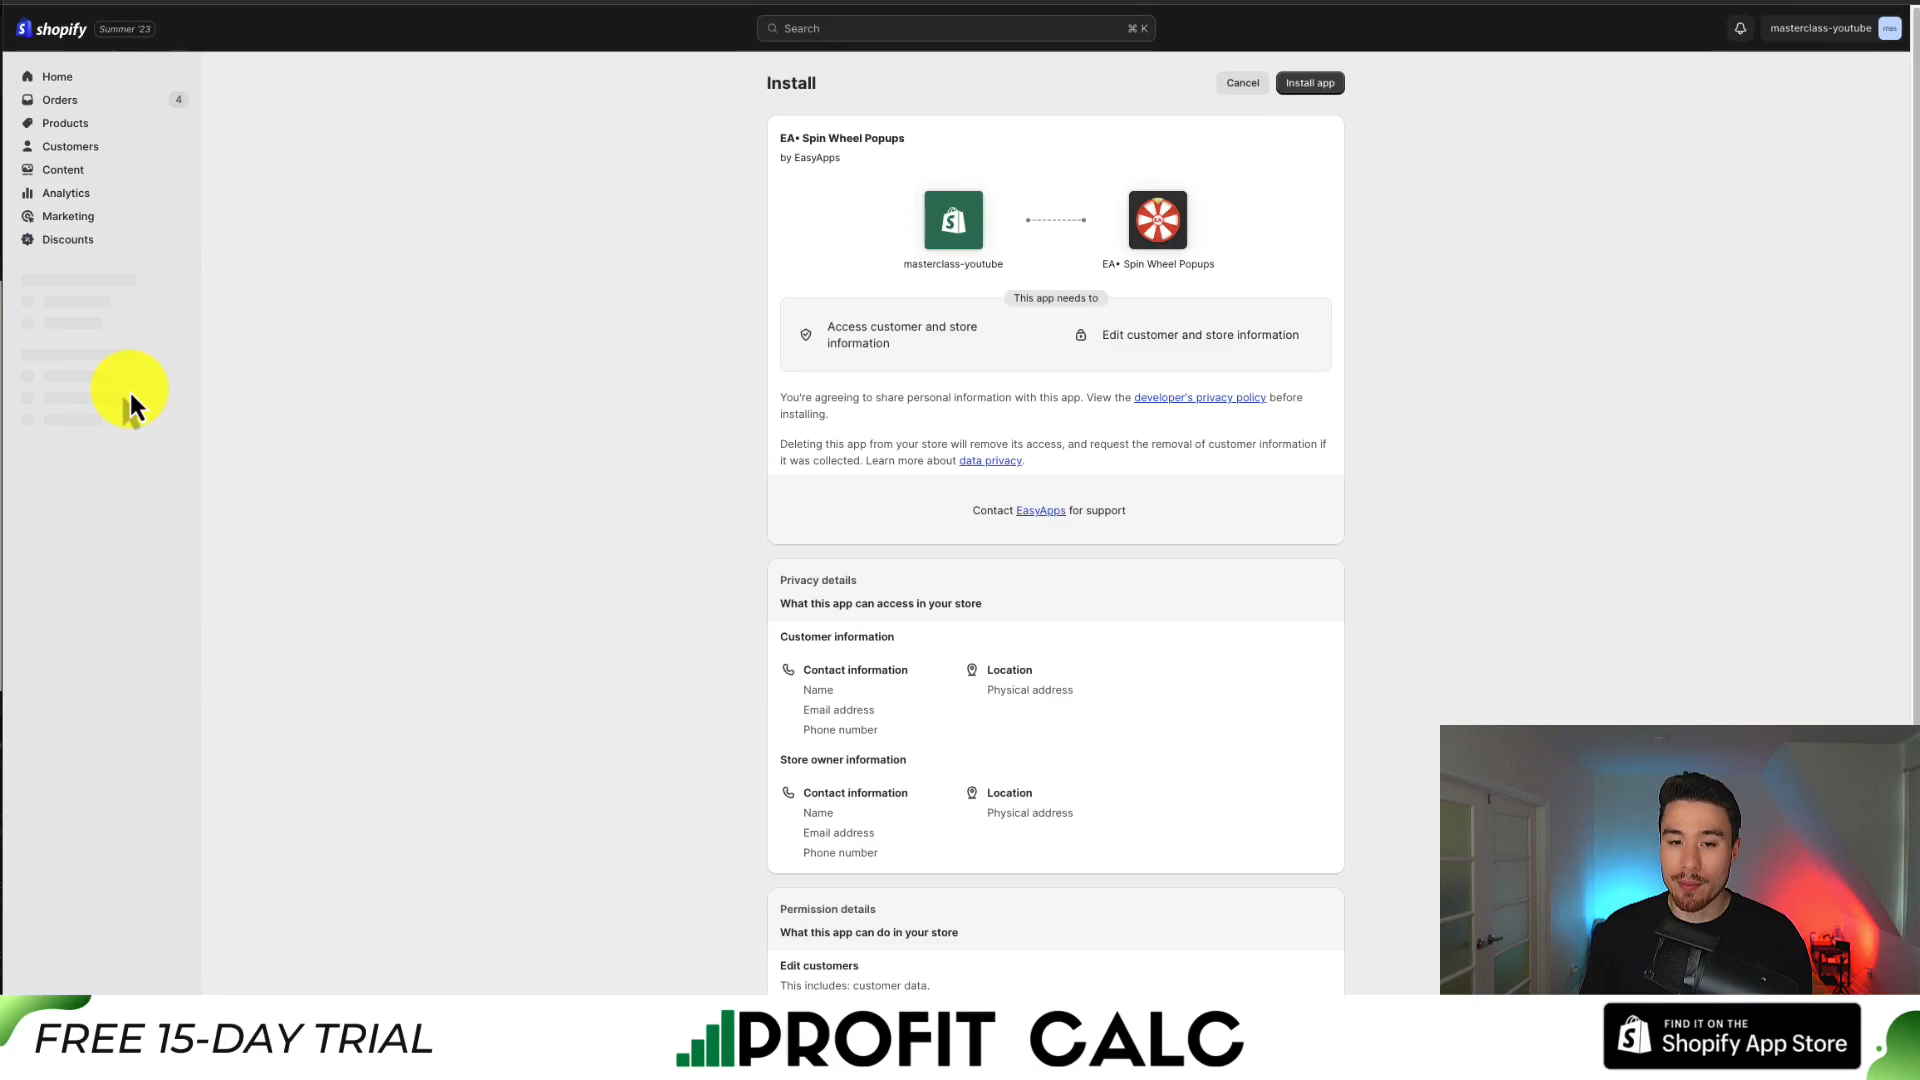 shopify Summer '23
Search ⌘ K
masterclass-youtube mas
Home
Orders 4
Products
Customers
Content
Analytics
Marketing
Discounts
Install
Cancel Install app
EA• Spin Wheel Popups
by EasyApps
EA
masterclass-youtube EA• Spin Wheel Popups
This app needs to
Access customer and store
information
Edit customer and store information
You're agreeing to share personal information with this app. View the developer's privacy policy before
installing.
Deleting this app from your store will remove its access, and request the removal of customer information if
it was collected. Learn more about data privacy.
Contact EasyApps for support
Privacy details
What this app can access in your store
Customer information
Contact information Location
Name Physical address
Email address
Phone number
Store owner information
Contact information Location
Name Physical address
Email address
Phone number
Permission details
What this app can do in your store
Edit customers
This includes: customer data.
FREE 15-DAY TRIAL
PROFIT CALC
FIND IT ON THE
Shopify App Store